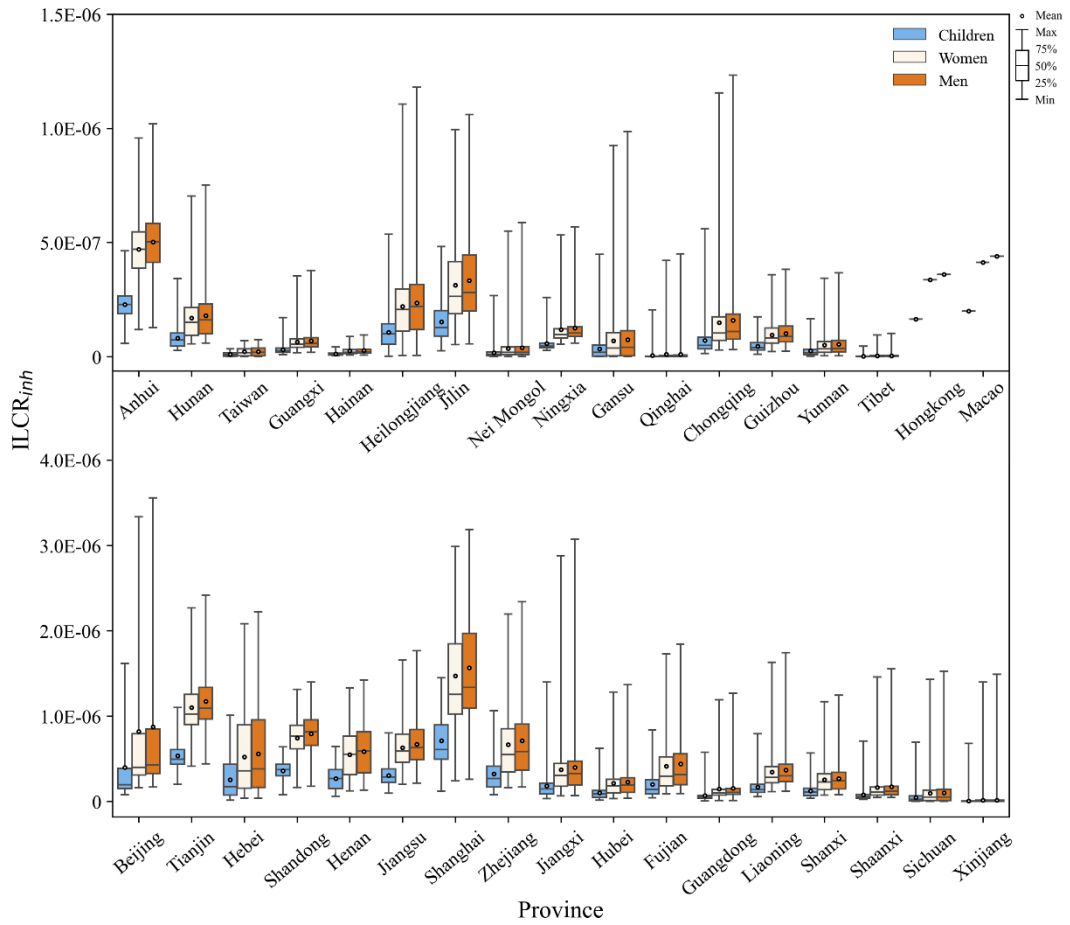 1.5E-06
1.0E-06
5.0E-07
0
Children
Women
Men
Mean
Max
75%
50%
25%
Min
Anhui
Hunan
Taiwan
Guangxi
Hainan
Heilongjiang
Jilin
Nei Mongol
Ningxia
Gansu
Qinghai
Chongqing
Guizhou
Yunnan
Tibet
Hongkong
Macao
ILCRinh
4.0E-06
3.0E-06
2.0E-06
1.0E-06
0
Beijing
Tianjin
Hebei
Shandong
Henan
Jiangsu
Shanghai
Zhejiang
Jiangxi
Hubei
Fujian
Guangdong
Liaoning
Shanxi
Shaanxi
Sichuan
Xinjiang
Province